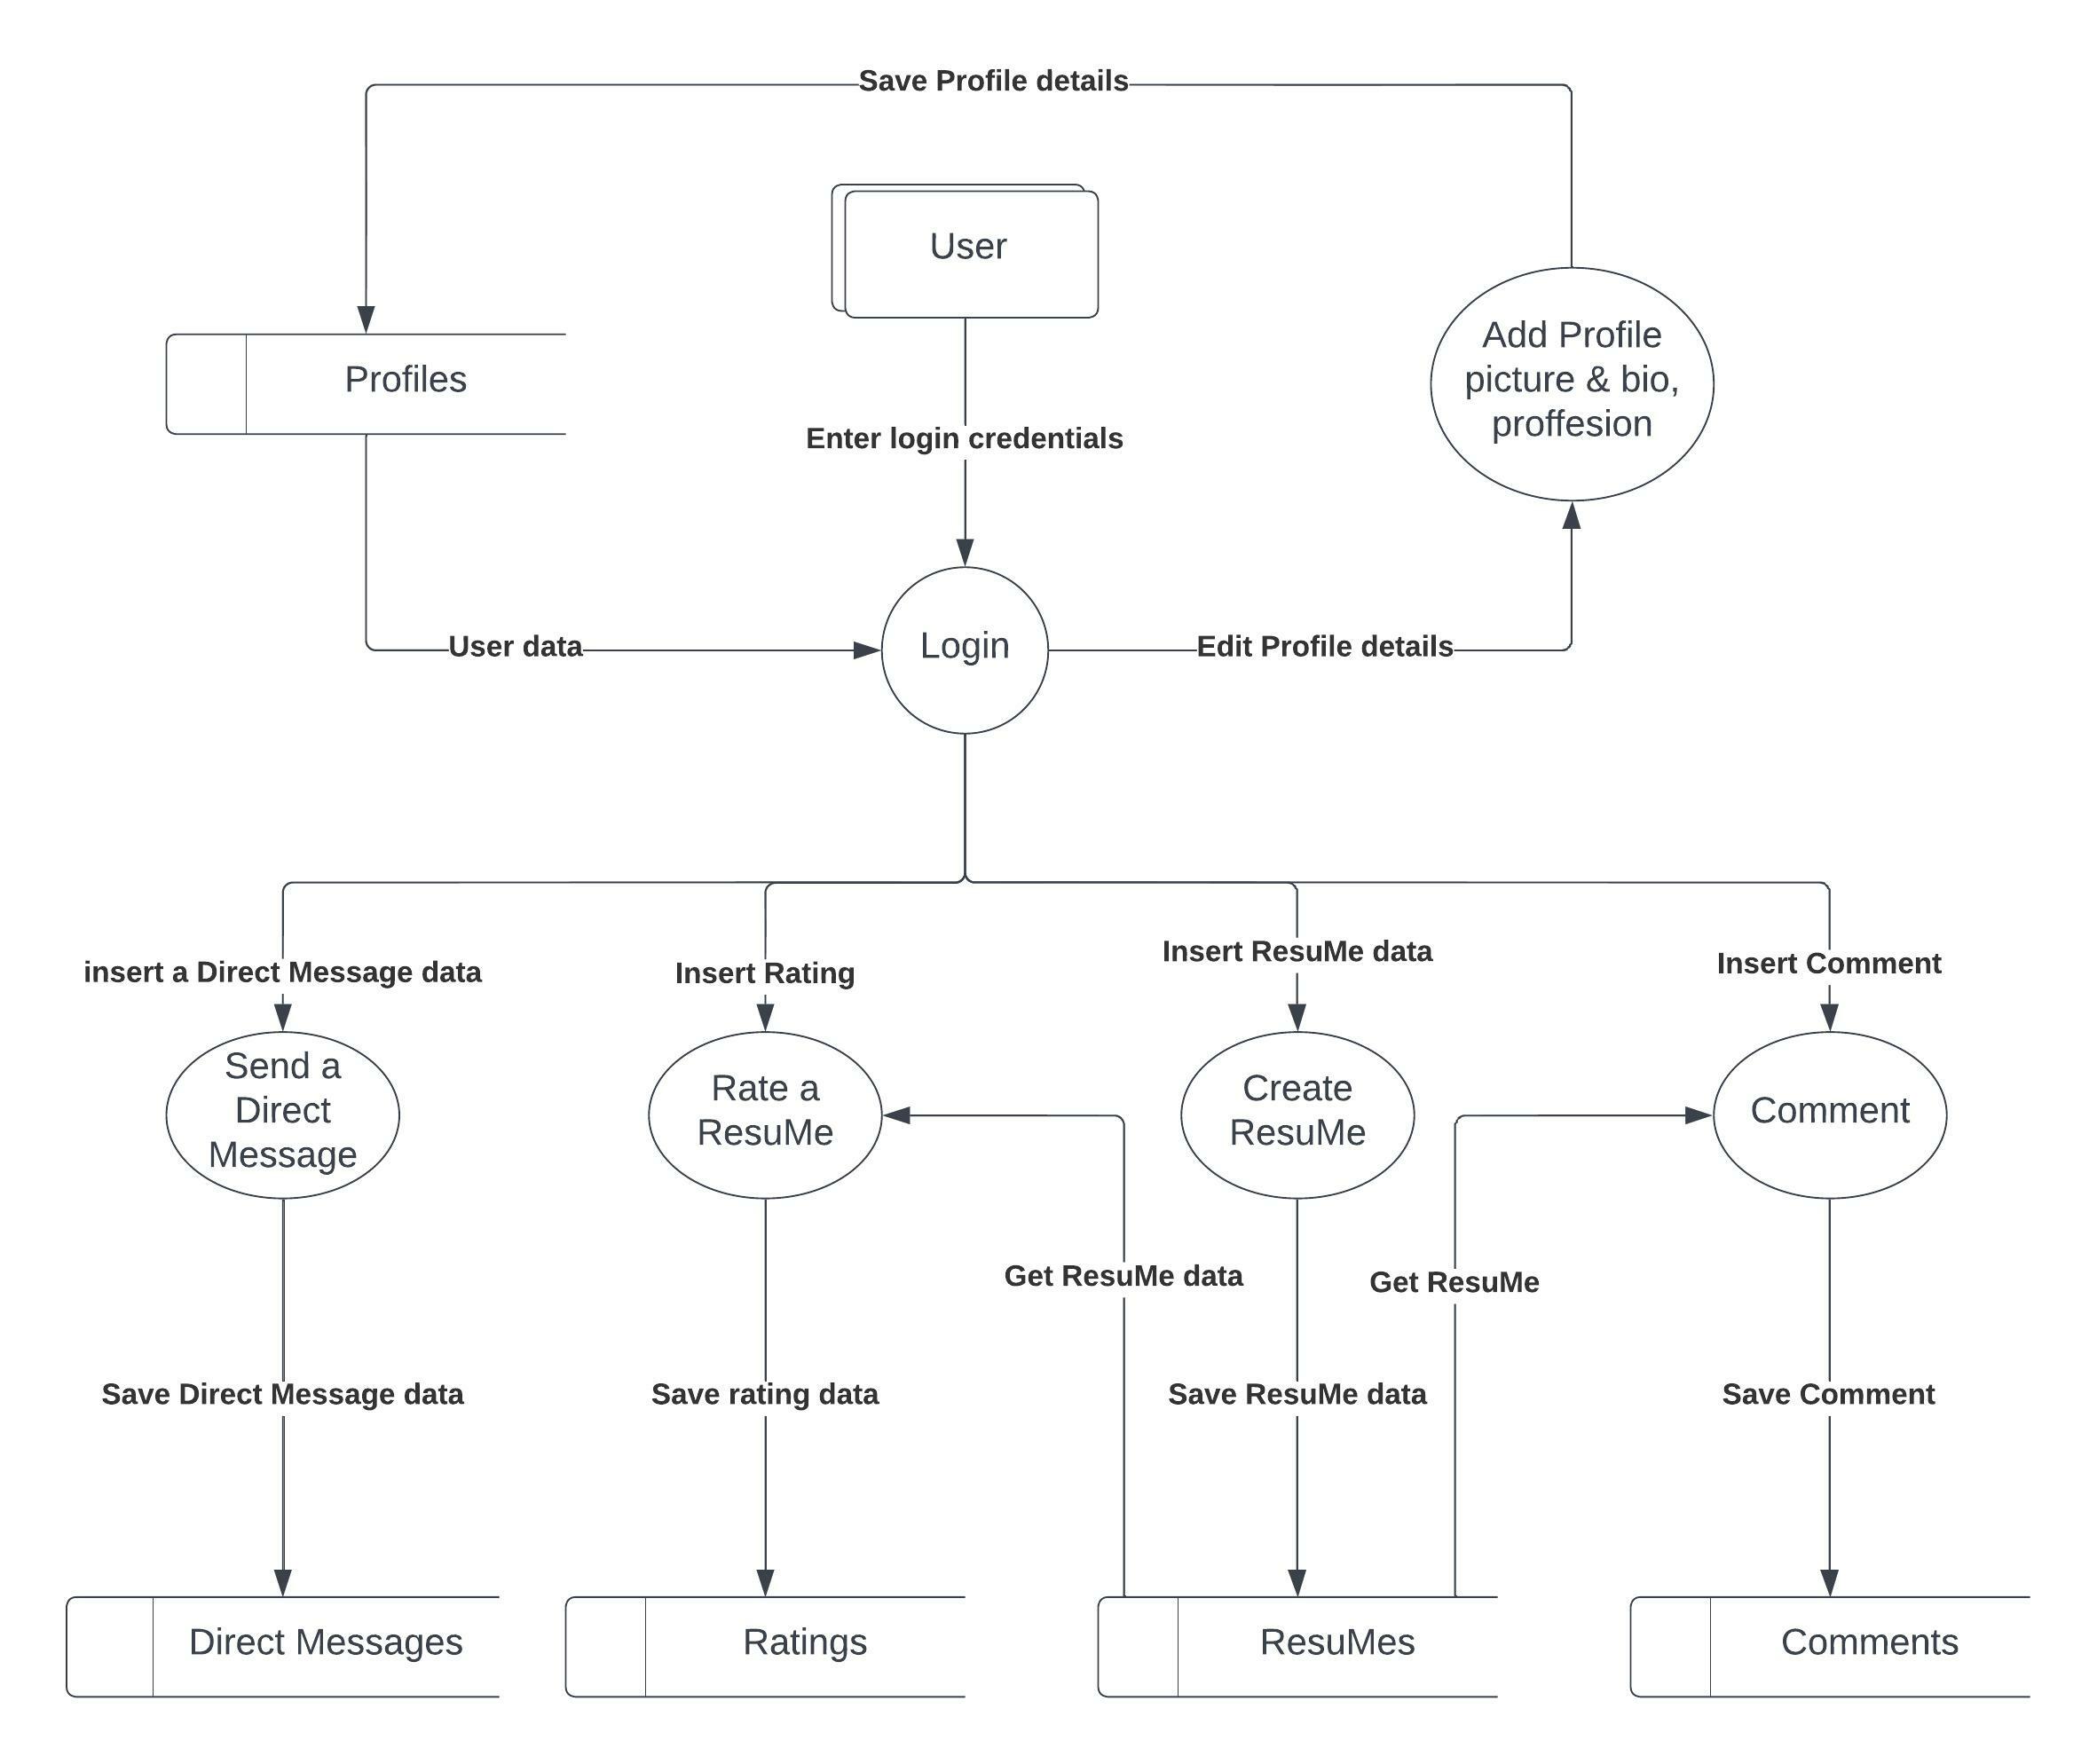 Save Profile details
User
Profiles
Add Profile
picture & bio,
proffesion
Enter login credentials
User data
Login
Edit Profile details
insert a Direct Message data
Insert Rating
Insert ResuMe data
Insert Comment
Send a
Direct
Message
Rate a
ResuMe
Create
ResuMe
Comment
Get ResuMe data
Get ResuMe
Save Direct Message data
Save rating data
Save ResuMe data
Save Comment
Direct Messages
Ratings
ResuMes
Comments